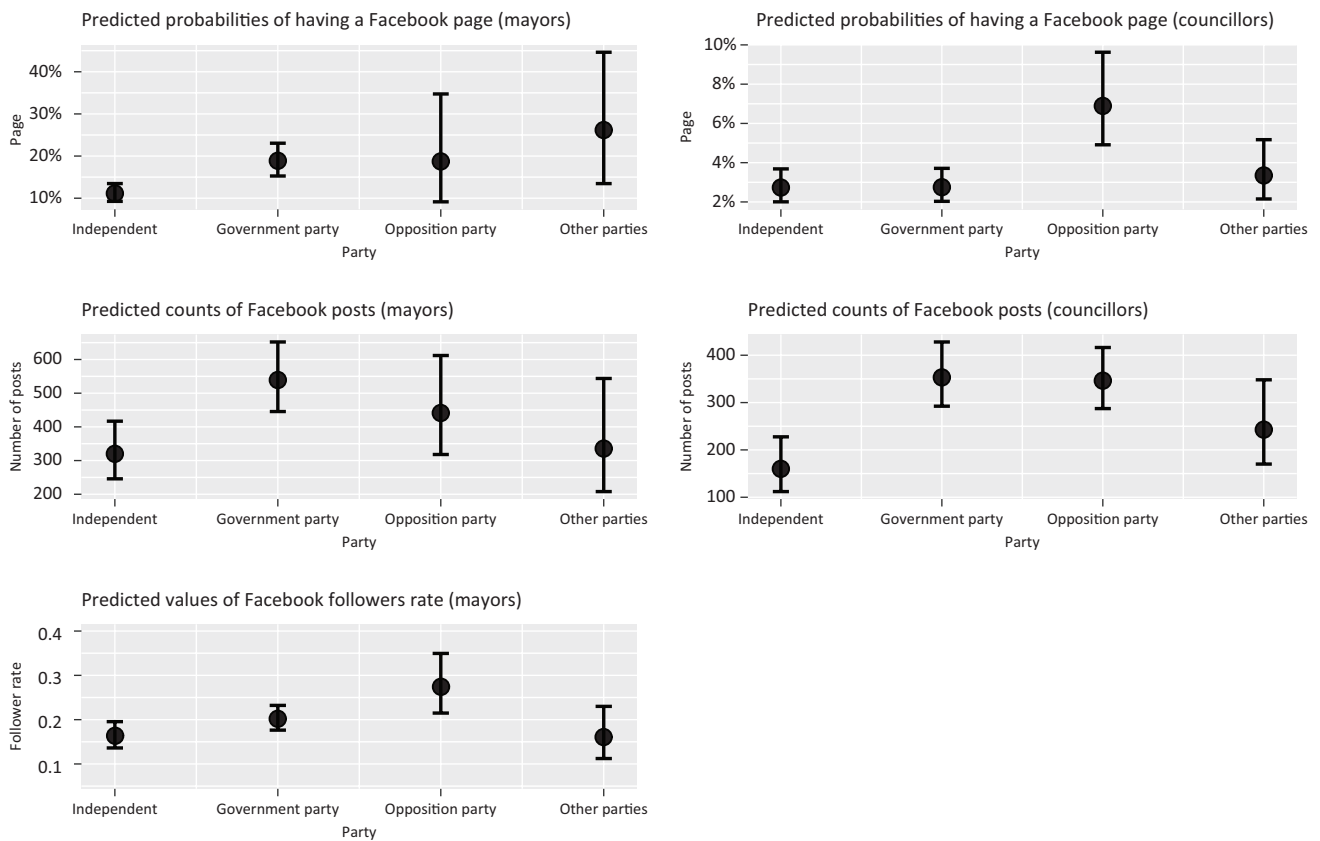 Predicted probabilities of having a Facebook page (mayors)
40%
30%
20%
10%
Page
Independent Government party Opposition party Other parties
Party
Predicted probabilities of having a Facebook page (councillors)
10%
8%
6%
4%
2%
Page
Independent Government party Opposition party Other parties
Party
Predicted counts of Facebook posts (mayors)
600
500
400
300
200
Number of posts
Independent Government party Opposition party Other parties
Party
Predicted counts of Facebook posts (councillors)
400
300
200
100
Number of posts
Independent Government party Opposition party Other parties
Party
Predicted values of Facebook followers rate (mayors)
0.4
0.3
0.2
0.1
Follower rate
Independent Government party Opposition party Other parties
Party